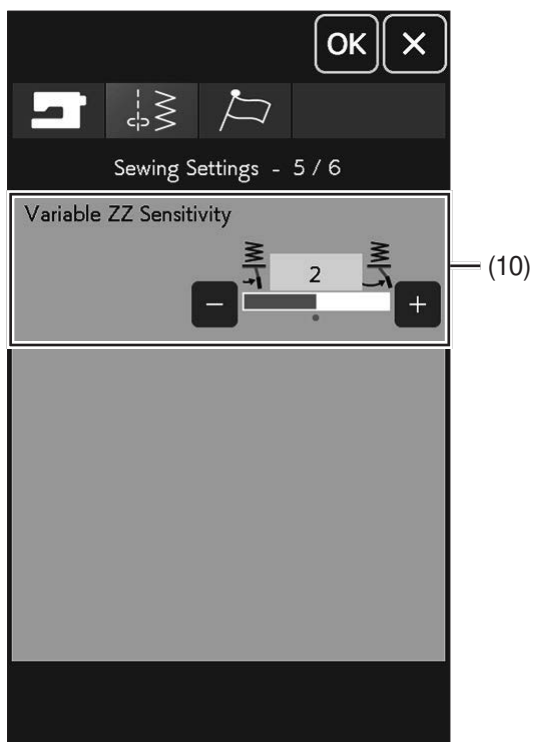 OK ×
Sewing Settings - 5 / 6
Variable ZZ Sensitivity
2
− +
(10)